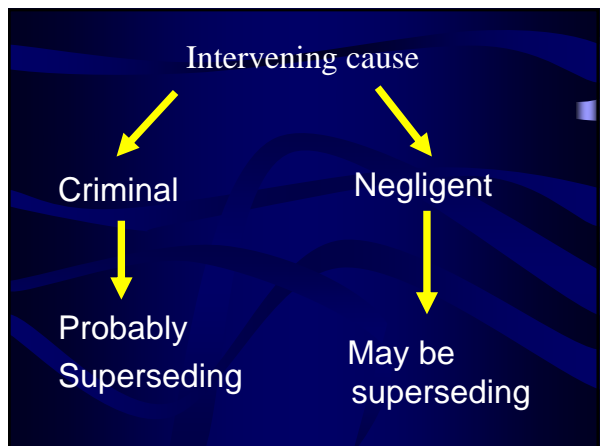 Intervening cause
Criminal
Negligent
Probably
Superseding
May be
superseding